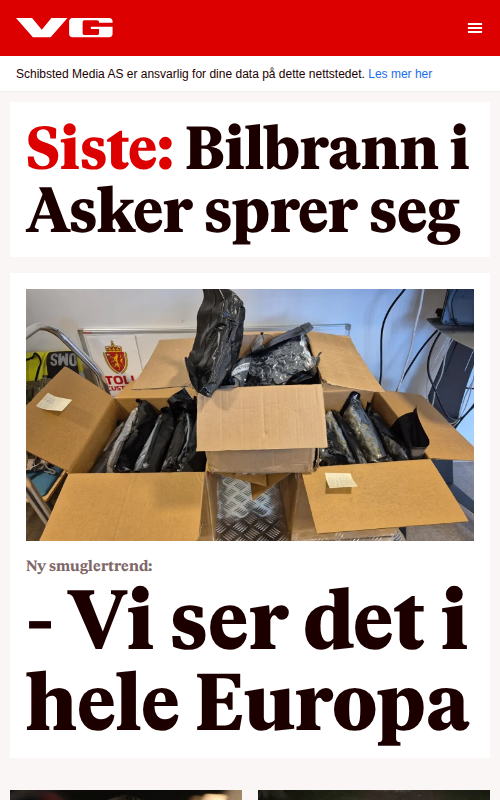 VG
Schibsted Media AS er ansvarlig for dine data på dette nettstedet. Les mer her
Siste: Bilbrann i
Asker sprer seg
TOLL
Ny smuglertrend:
- Vi ser det i
hele Europa